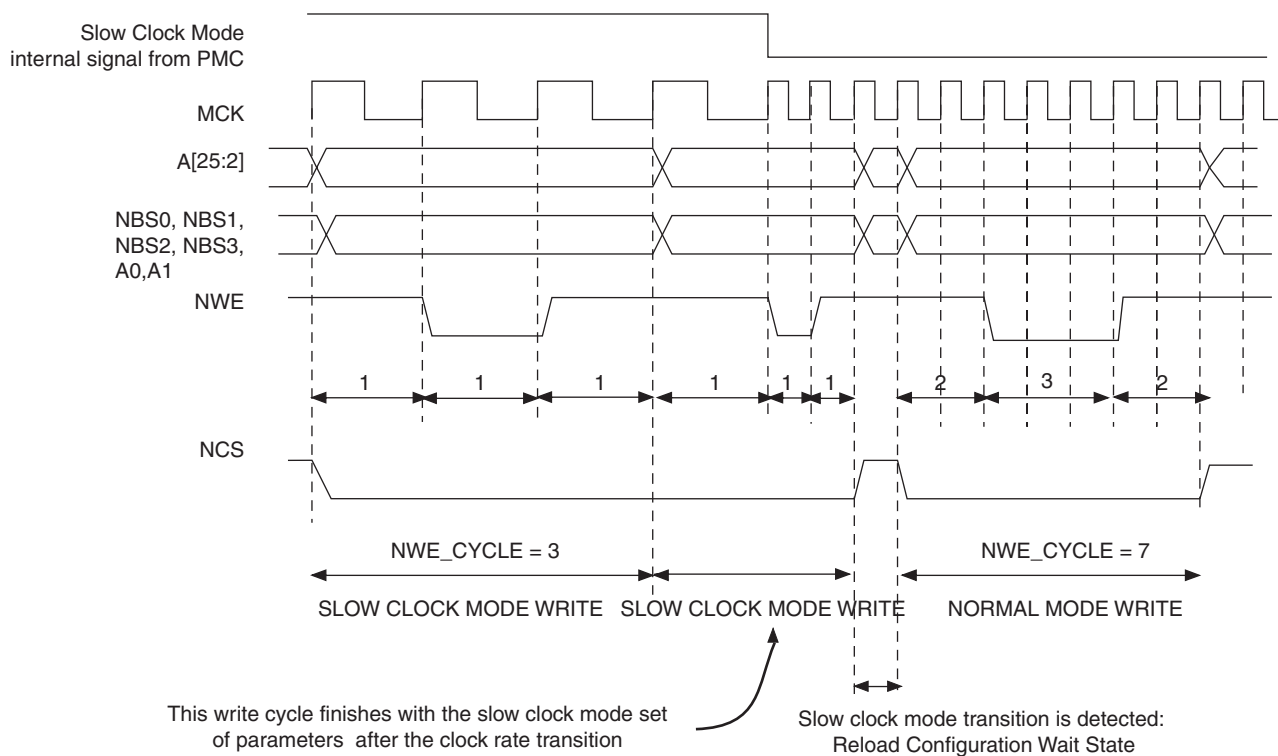 Slow Clock Mode
internal signal from PMC
MCK
A[25:2]
NBS0, NBS1,
NBS2, NBS3,
A0,A1
NWE
1 1 1 1 1 1 2 3 2
NCS
NWE_CYCLE = 3 NWE_CYCLE = 7
SLOW CLOCK MODE WRITE SLOW CLOCK MODE WRITE NORMAL MODE WRITE
This write cycle finishes with the slow clock mode set
of parameters after the clock rate transition
Slow clock mode transition is detected:
Reload Configuration Wait State